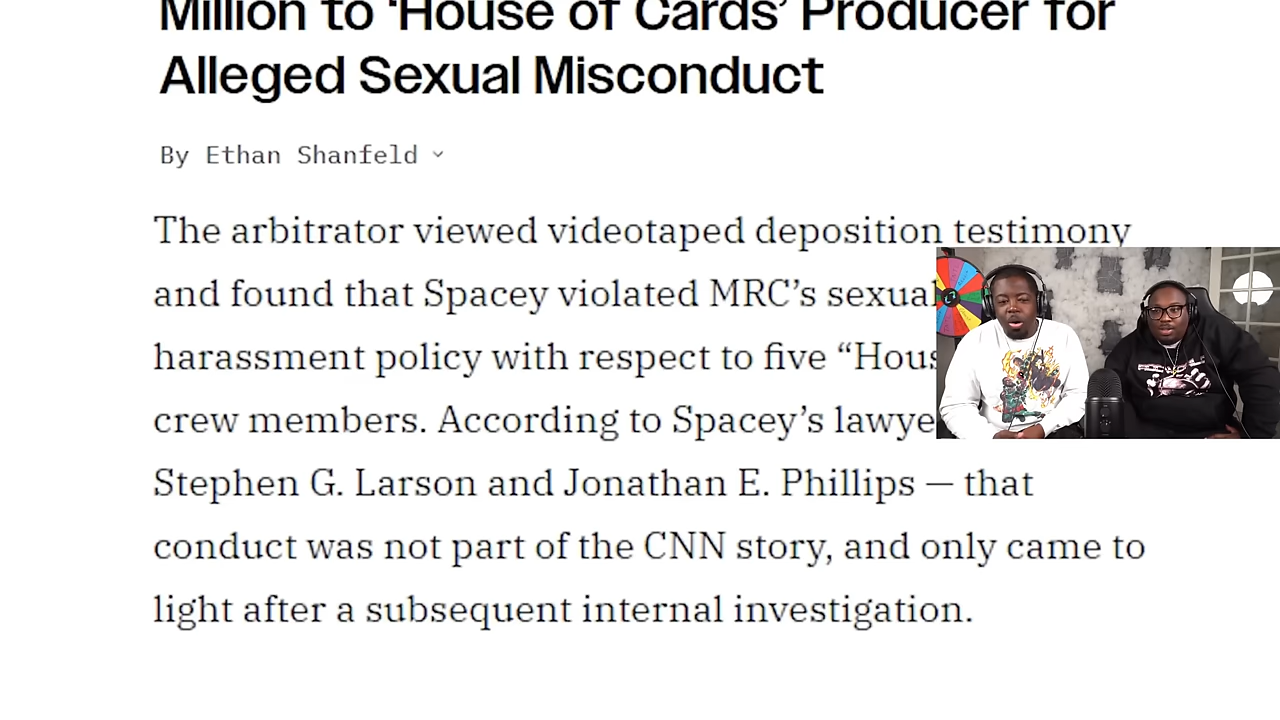 Million to ‘House of Cards’ Producer for
Alleged Sexual Misconduct
By Ethan Shanfeld
The arbitrator viewed videotaped deposition testimony
and found that Spacey violated MRC’s sexual
harassment policy with respect to five “Hous
crew members. According to Spacey’s lawye
Stephen G. Larson and Jonathan E. Phillips — that
conduct was not part of the CNN story, and only came to
light after a subsequent internal investigation.